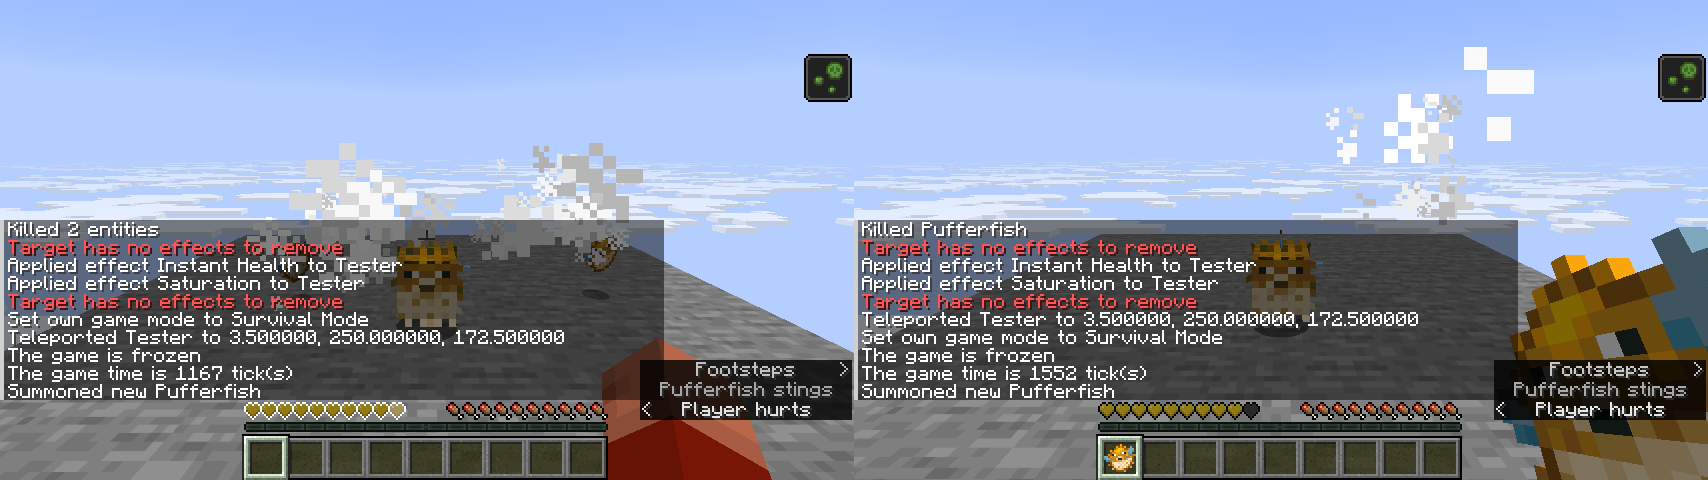 Killed 2 entities
Target has no effects to remove
Applied effect Instant Health to Tester
Applied effect Saturation to Tester
Target has no effects to remove
Set own game mode to Survival Mode
Teleported Tester to 3.500000, 250.000000, 172.500000
The game is frozen
The game time is 1167 tick(s)
Summoned new Pufferfish
Footsteps >
Pufferfish stings
< Player hurts
Killed Pufferfish
Target has no effects to remove
Applied effect Instant Health to Tester
Applied effect Saturation to Tester
Target has no effects to remove
Teleported Tester to 3.500000, 250.000000, 172.500000
Set own game mode to Survival Mode
The game is frozen
The game time is 1552 tick(s)
Summoned new Pufferfish
Footsteps >
Pufferfish stings
< Player hurts